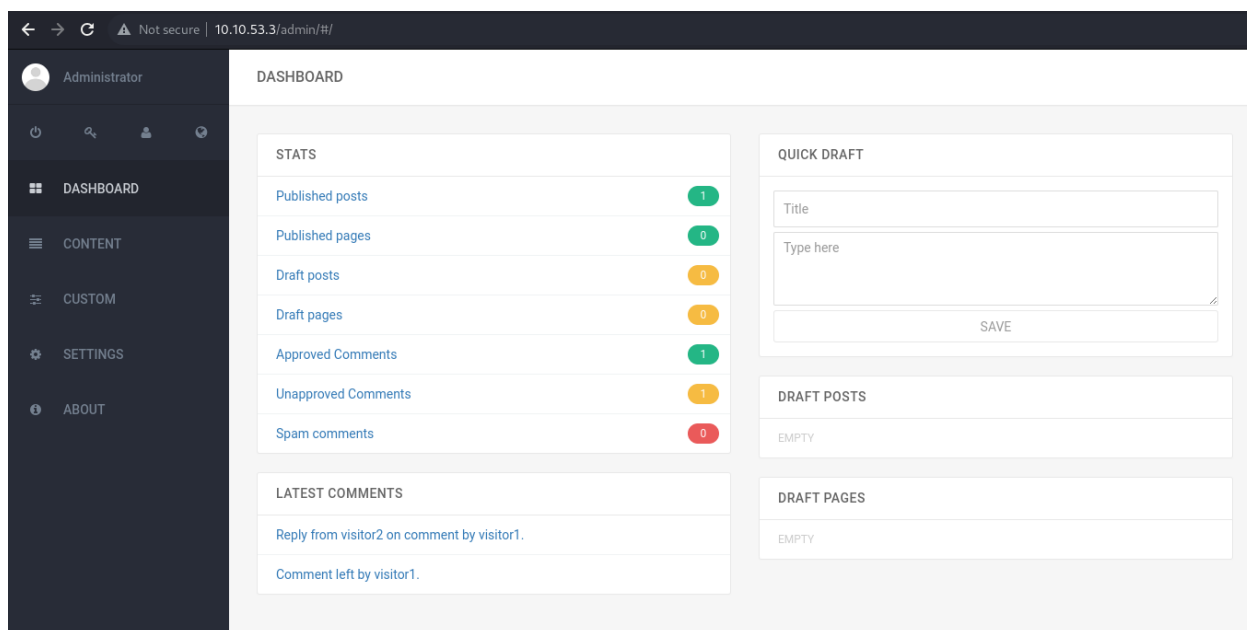 Not secure | 10.10.53.3/admin/#/
Administrator
DASHBOARD
CONTENT
CUSTOM
SETTINGS
ABOUT
DASHBOARD
STATS
Published posts 1
Published pages 0
Draft posts 0
Draft pages 0
Approved Comments 1
Unapproved Comments 1
Spam comments 0
LATEST COMMENTS
Reply from visitor2 on comment by visitor1.
Comment left by visitor1.
QUICK DRAFT
Title
Type here
SAVE
DRAFT POSTS
EMPTY
DRAFT PAGES
EMPTY